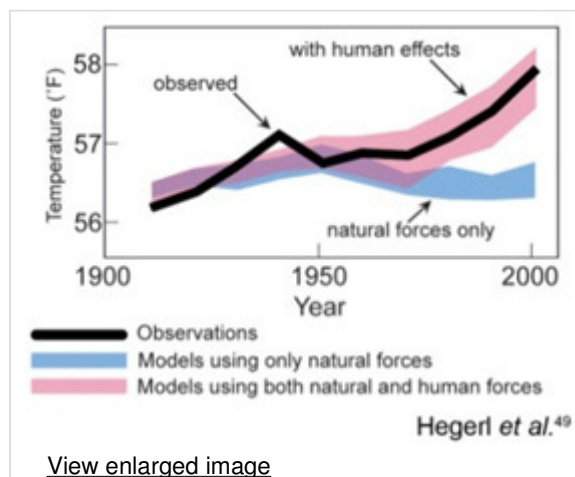 with human effects
observed
natural forces only
Temperature (°F)
58
57
56
1900
1950
2000
Year
Observations
Models using only natural forces
Models using both natural and human forces
Hegerl et al.49
View enlarged image